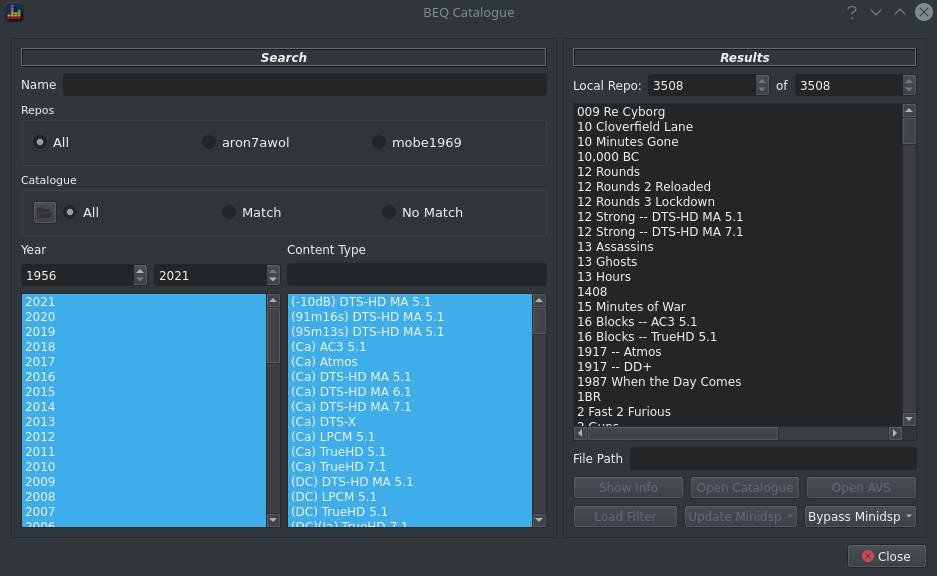 BEQ Catalogue
?
Search
Name
Repos
All
aron7awol
mobe1969
Catalogue
All
Match
No Match
Year
Content Type
1956
2021
2021
2020
2019
2018
2017
2016
2015
2014
2013
2012
2011
2010
2009
2008
2007
2006
(-10dB) DTS-HD MA 5.1
(91m16s) DTS-HD MA 5.1
(95m13s) DTS-HD MA 5.1
(Ca) AC3 5.1
(Ca) Atmos
(Ca) DTS-HD MA 5.1
(Ca) DTS-HD MA 6.1
(Ca) DTS-HD MA 7.1
(Ca) DTS-X
(Ca) LPCM 5.1
(Ca) TrueHD 5.1
(Ca) TrueHD 7.1
(DC) DTS-HD MA 5.1
(DC) LPCM 5.1
(DC) TrueHD 5.1
(DC)(Ja) TrueHD 7.1
Results
Local Repo: 3508 of 3508
009 Re Cyborg
10 Cloverfield Lane
10 Minutes Gone
10,000 BC
12 Rounds
12 Rounds 2 Reloaded
12 Rounds 3 Lockdown
12 Strong -- DTS-HD MA 5.1
12 Strong -- DTS-HD MA 7.1
13 Assassins
13 Ghosts
13 Hours
1408
15 Minutes of War
16 Blocks -- AC3 5.1
16 Blocks -- TrueHD 5.1
1917 -- Atmos
1917 -- DD+
1987 When the Day Comes
1BR
2 Fast 2 Furious
2 Guns
File Path
Show Info
Open Catalogue
Open AVS
Load Filter
Update Minidsp
Bypass Minidsp
Close